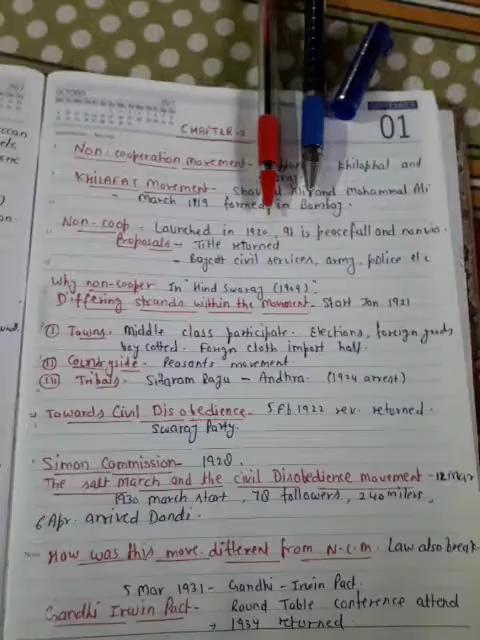 OCTOBER
SEPTEMBER
01
CHAPTER-2
Non-cooperation movement- Khilaphal and
KHILAFAT Movement- Ali and Mohammal Ali
- March 1919 formed in Bombay.
Non-coop- Launched in 1920, It is peacefull and nonvio.
Proposals- Title returned
- Boycott civil services, army, police etc
Why non-cooper In "Hind Swaraj (1909)
Differing strands within the movement- Start Jan 1921
(I) Towns- Middle class participate. Elections, foreign goods
boycotted. Foreign cloth import half.
(II) Countryside- Peasants movement.
(III) Tribals- Sitaram Raju - Andhra. (1924 arrest)
Towards Civil Disobedience- 5 Fb 1922 rev. returned.
Swaraj Party.
Simon Commission- 1928.
The salt March and the civil Disobedience movement -12 Mar
1930 march start, 78 followers, 240 miles,
6 Apr. arrived Dandi.
How was this move different from N.C.M. Law also break.
5 Mar 1931- Gandhi-Irwin Pact.
Gandhi Irwin Pact- Round Table conference attend
→ 1934 returned